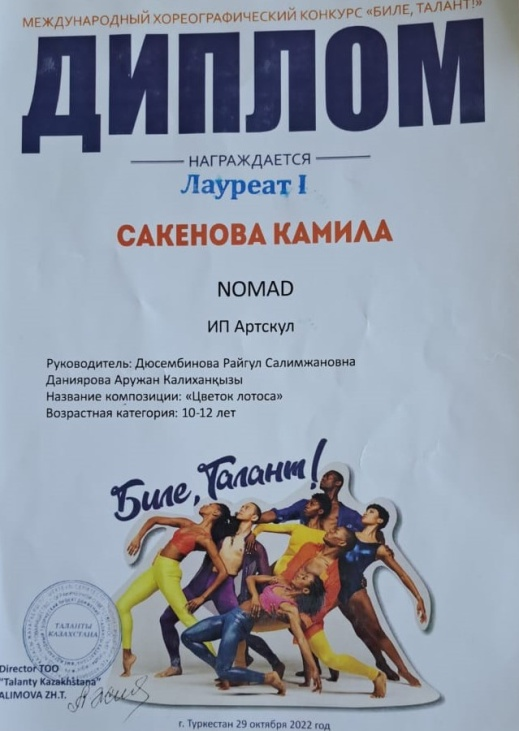 МЕЖДУНАРОДНЫЙ ХОРЕОГРАФИЧЕСКИЙ КОНКУРС «БИЛЕ, ТАЛАНТ!»
ДИПЛОМ
НАГРАЖДАЕТСЯ
Лауреат I
САКЕНОВА КАМИЛА
NOMAD
ИП Артскул
Руководитель: Дюсембинова Райгул Салимжановна
Даниярова Аружан Калиханқызы
Название композиции: «Цветок лотоса»
Возрастная категория: 10-12 лет
Биле, Талант!
ТАЛАНТЫ
КАЗАХСТАНА
Director TOO
"Talanty Kazakhstana"
ALIMOVA ZH.T.
г. Туркестан 29 октября 2022 год